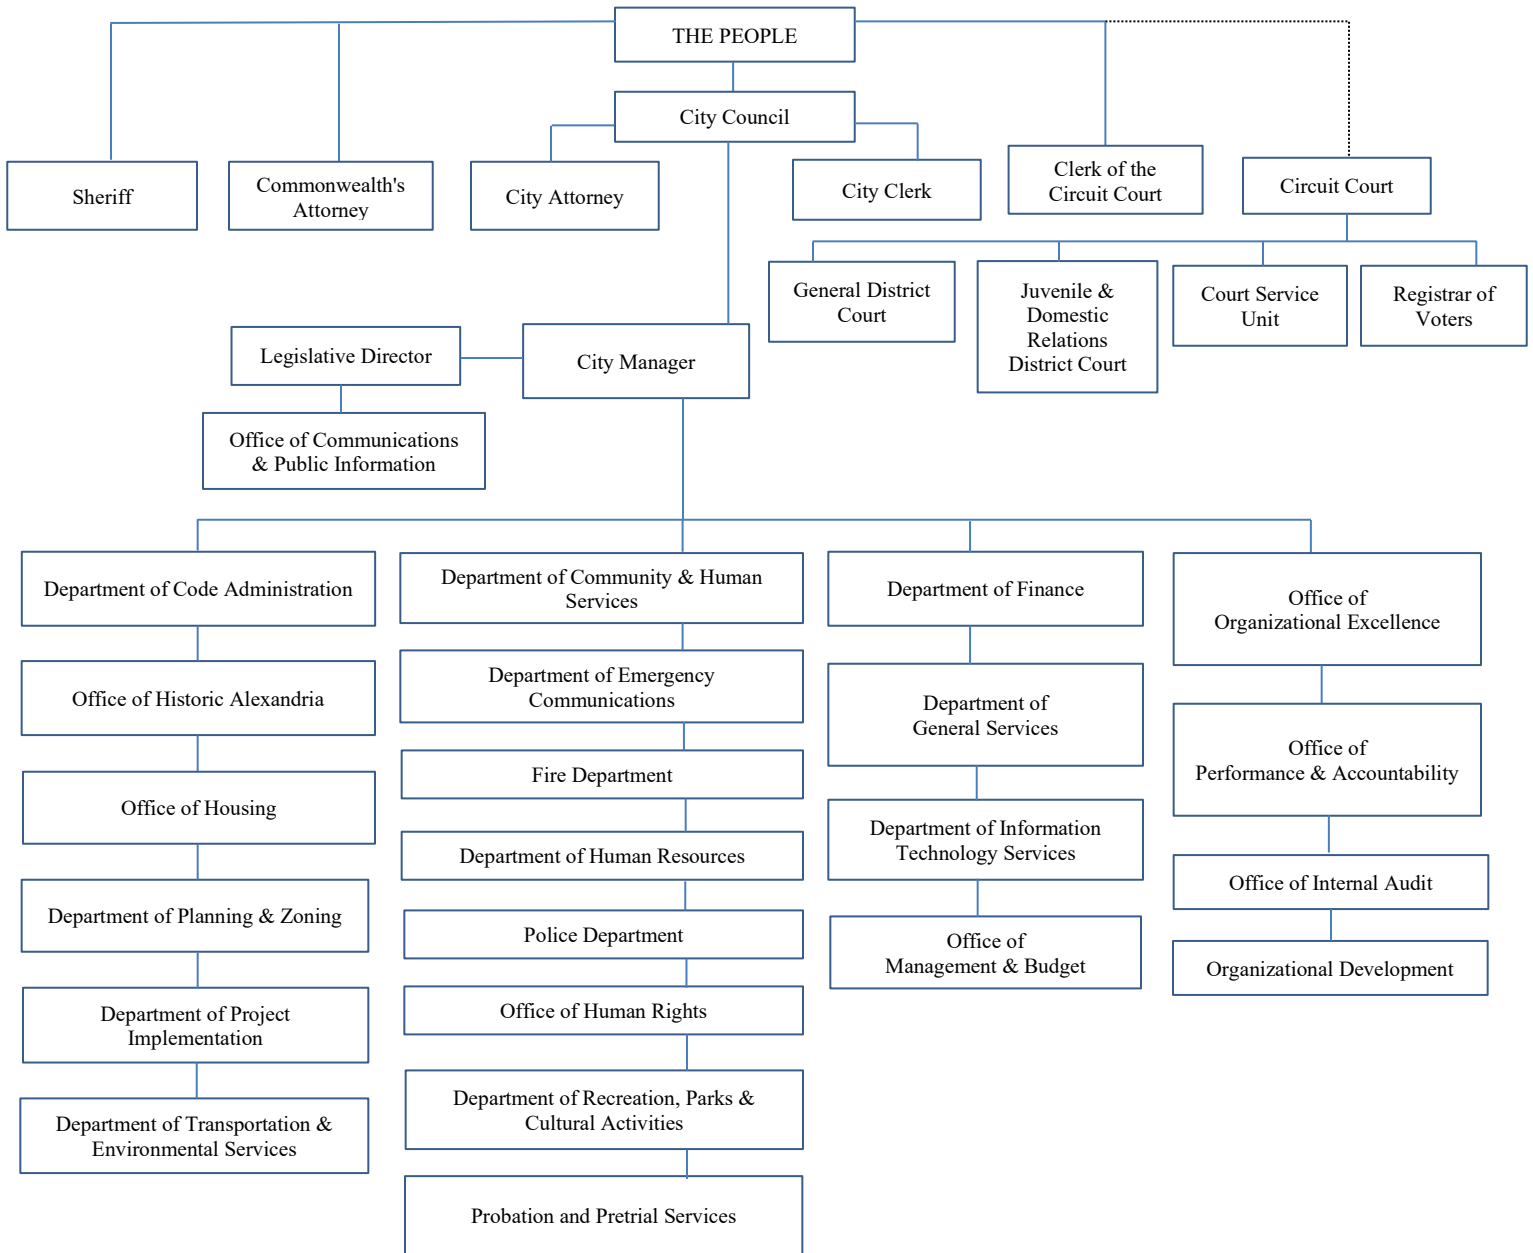 THE PEOPLE
City Council
Sheriff
Commonwealth's
Attorney
City Attorney
City Clerk
Clerk of the
Circuit Court
Circuit Court
General District
Court
Juvenile &
Domestic
Relations
District Court
Court Service
Unit
Registrar of
Voters
Legislative Director
City Manager
Office of Communications
& Public Information
Department of Code Administration
Office of Historic Alexandria
Office of Housing
Department of Planning & Zoning
Department of Project
Implementation
Department of Transportation &
Environmental Services
Department of Community & Human
Services
Department of Emergency
Communications
Fire Department
Department of Human Resources
Police Department
Office of Human Rights
Department of Recreation, Parks &
Cultural Activities
Probation and Pretrial Services
Department of Finance
Department of
General Services
Department of Information
Technology Services
Office of
Management & Budget
Office of
Organizational Excellence
Office of
Performance & Accountability
Office of Internal Audit
Organizational Development